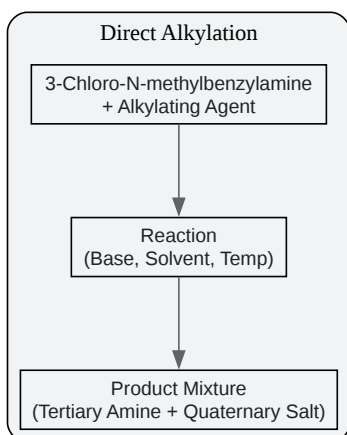 Direct Alkylation
3-Chloro-N-methylbenzylamine
+ Alkylating Agent
Reaction
(Base, Solvent, Temp)
Product Mixture
(Tertiary Amine + Quaternary Salt)